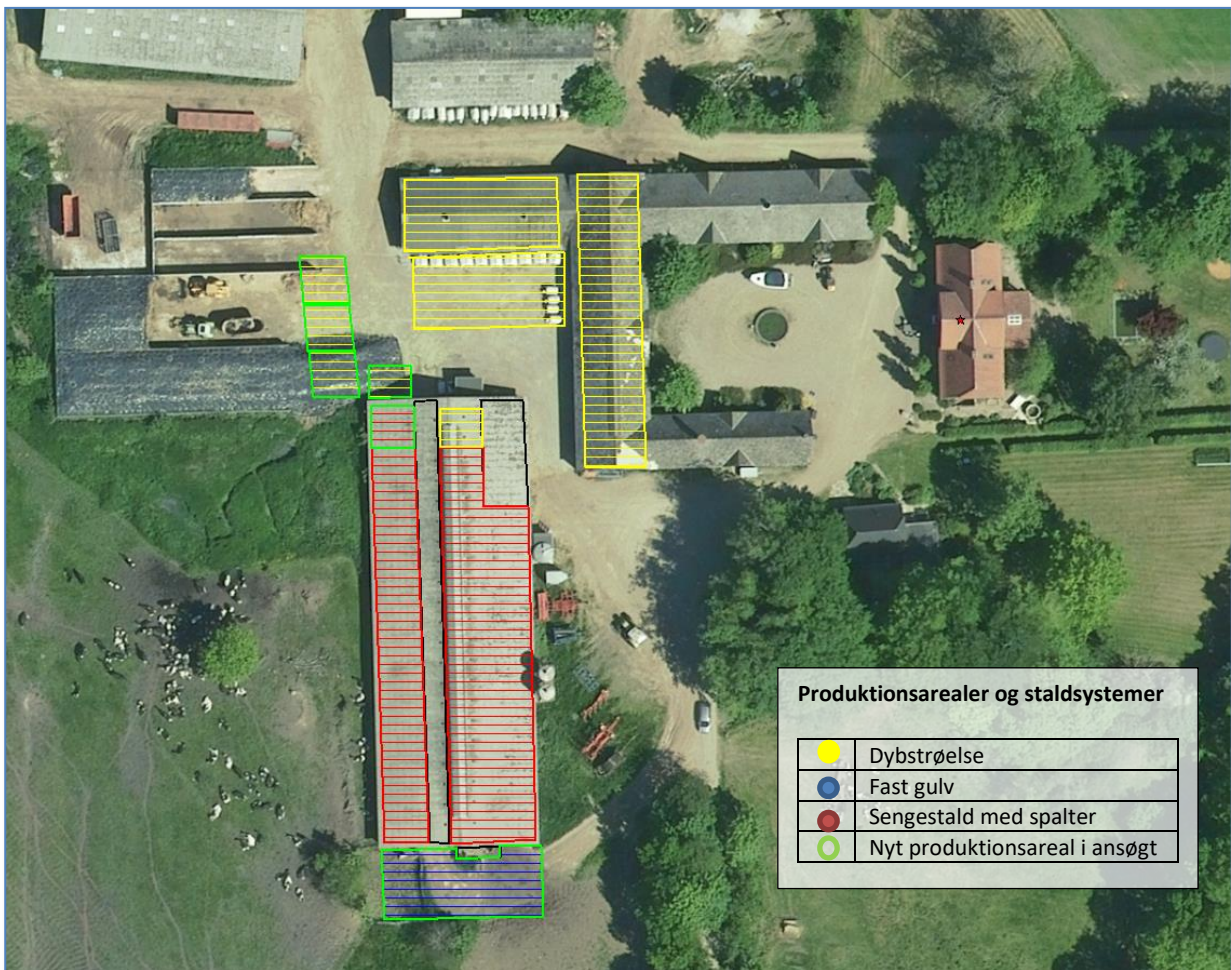 Produktionsarealer og staldsystemer
Dybstrøelse
Fast gulv
Sengestald med spalter
Nyt produktionsareal i ansøgt